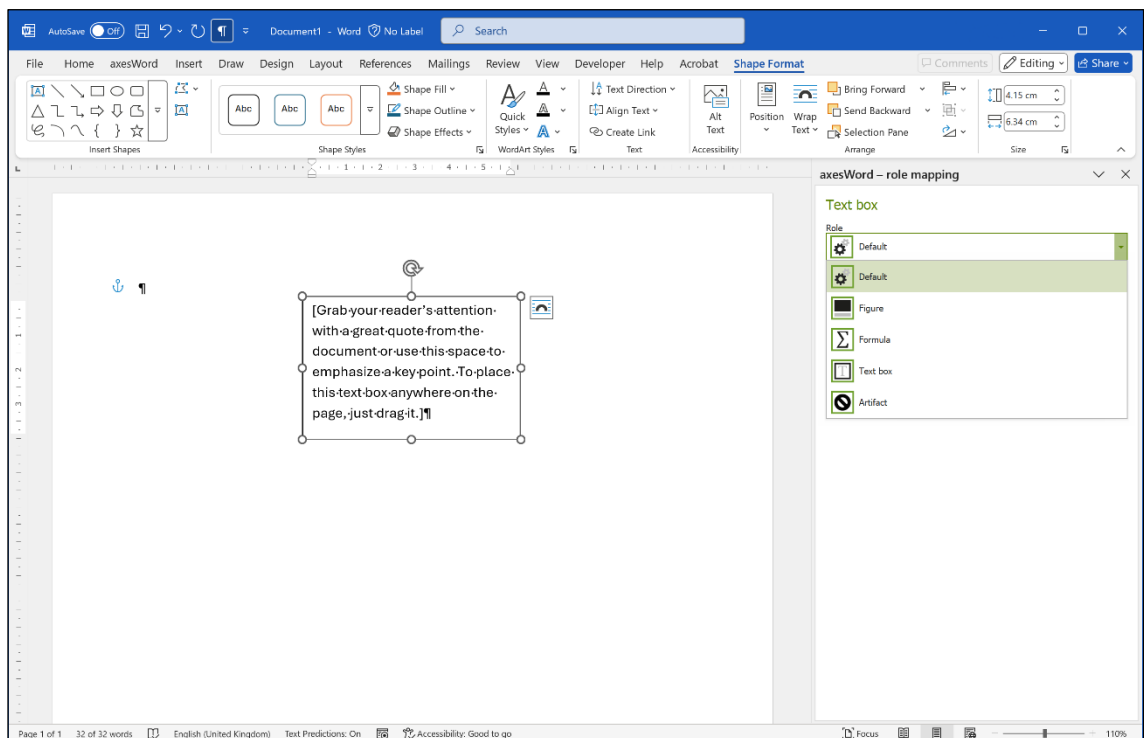 AutoSave Off Document1 - Word No Label Search
File Home axesWord Insert Draw Design Layout References Mailings Review View Developer Help Acrobat Shape Format Comments Editing Share
Abc Abc Abc
Shape Fill
Shape Outline
Shape Effects
Quick Styles
Text Direction
Align Text
Create Link
Alt Text
Position
Wrap Text
Bring Forward
Send Backward
Selection Pane
4.15 cm
6.34 cm
Insert Shapes Shape Styles WordArt Styles Text Accessibility Arrange Size
axesWord – role mapping
Text box
Role
Default
Default
Figure
Formula
Text box
Artifact
[Grab·your·reader's·attention·
with·a·great·quote·from·the·
document·or·use·this·space·to·
emphasize·a·key·point.·To·place·
this·text·box·anywhere·on·the·
page,·just·drag·it.]¶
Page 1 of 1 32 of 32 words English (United Kingdom) Text Predictions: On Accessibility: Good to go Focus 110%